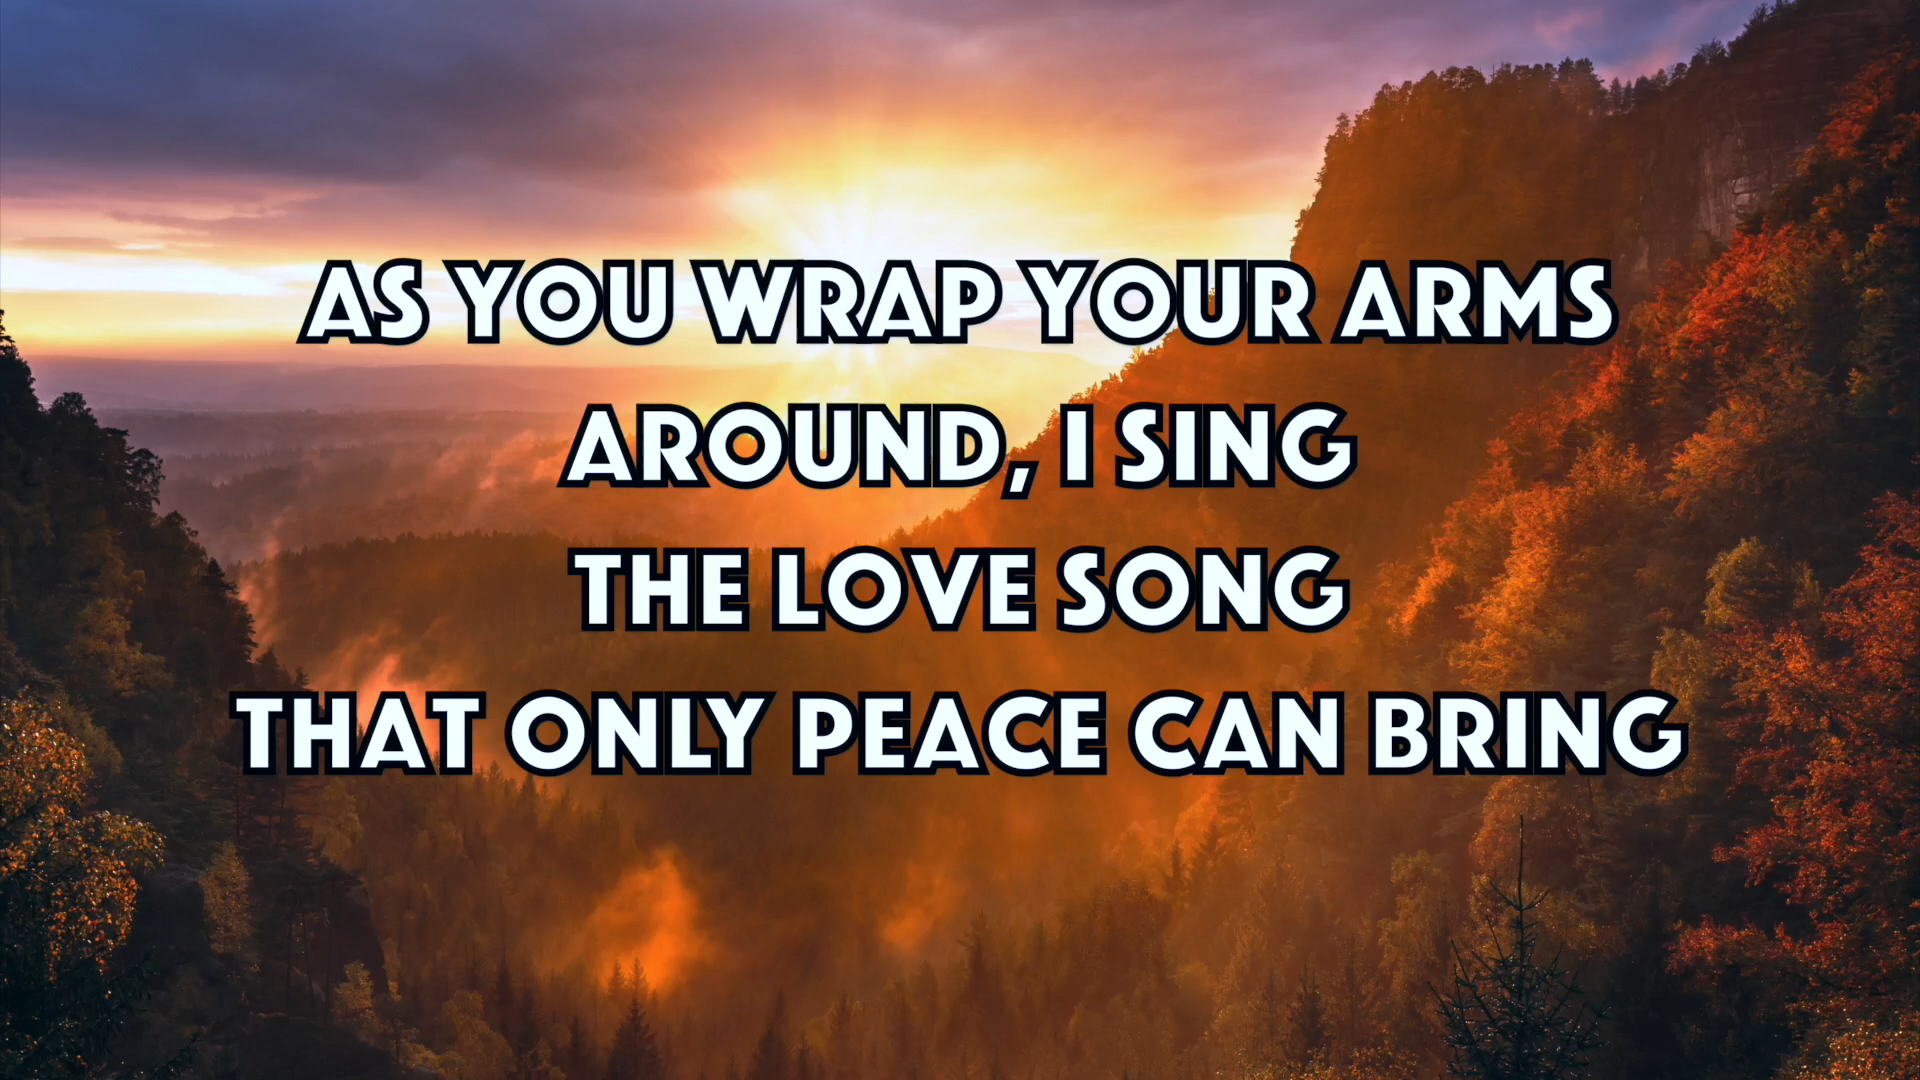 AS YOU WRAP YOUR ARMS
AROUND, I SING
THE LOVE SONG
THAT ONLY PEACE CAN BRING